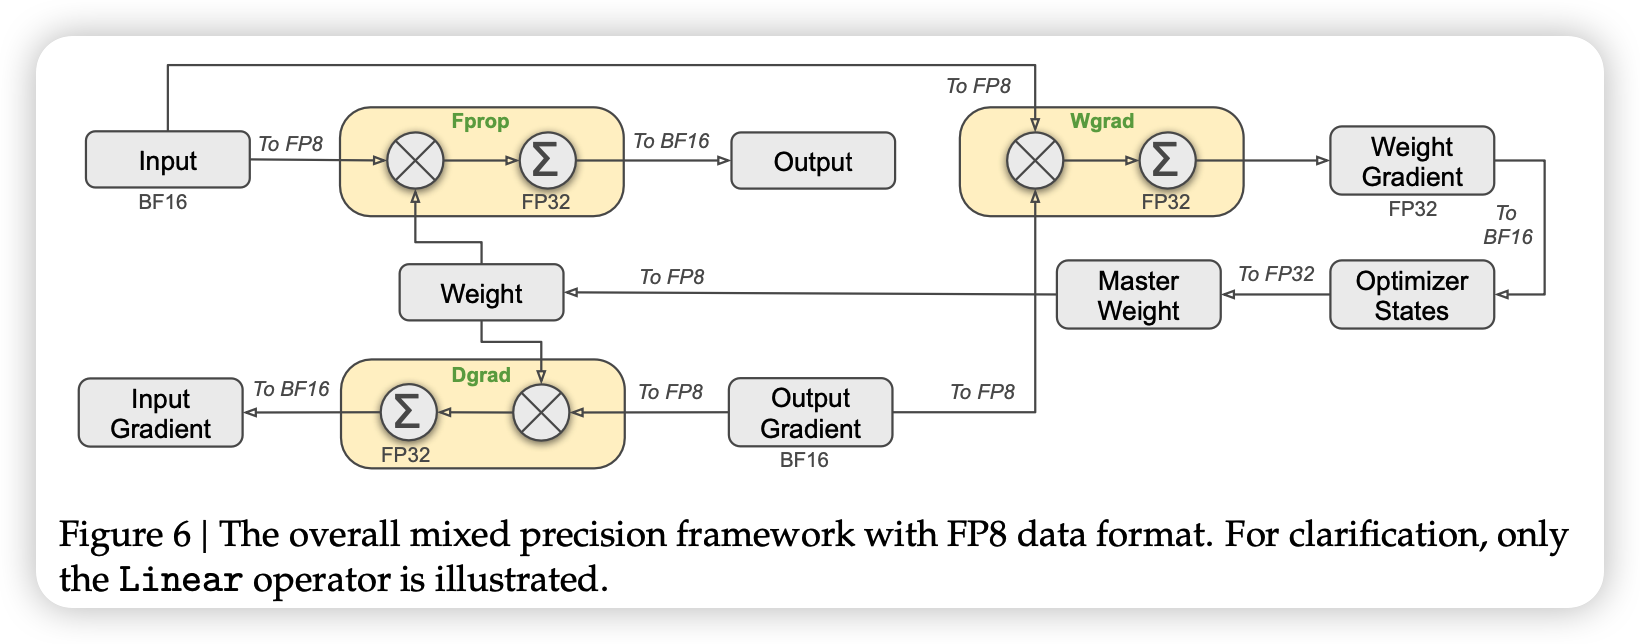 To FP8
Fprop
Wgrad
Input
BF16
To FP8
Σ
FP32
To BF16
Output
Σ
FP32
Weight
Gradient
FP32
To
BF16
Weight
To FP8
Master
Weight
To FP32
Optimizer
States
Dgrad
Input
Gradient
To BF16
Σ
FP32
To FP8
Output
Gradient
BF16
To FP8
Figure 6 | The overall mixed precision framework with FP8 data format. For clarification, only
the Linear operator is illustrated.